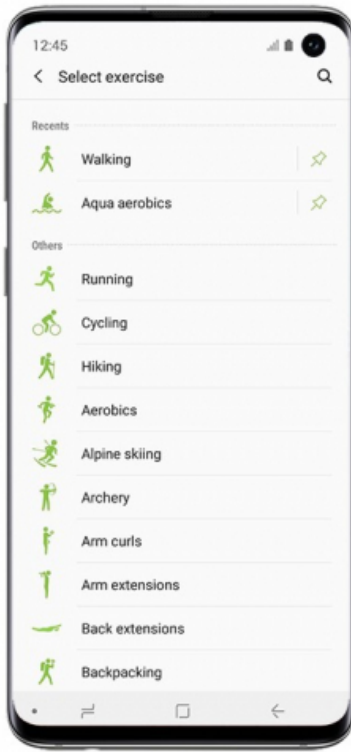 12:45
Select exercise
Recents
Walking
Aqua aerobics
Others
Running
Cycling
Hiking
Aerobics
Alpine skiing
Archery
Arm curls
Arm extensions
Back extensions
Backpacking